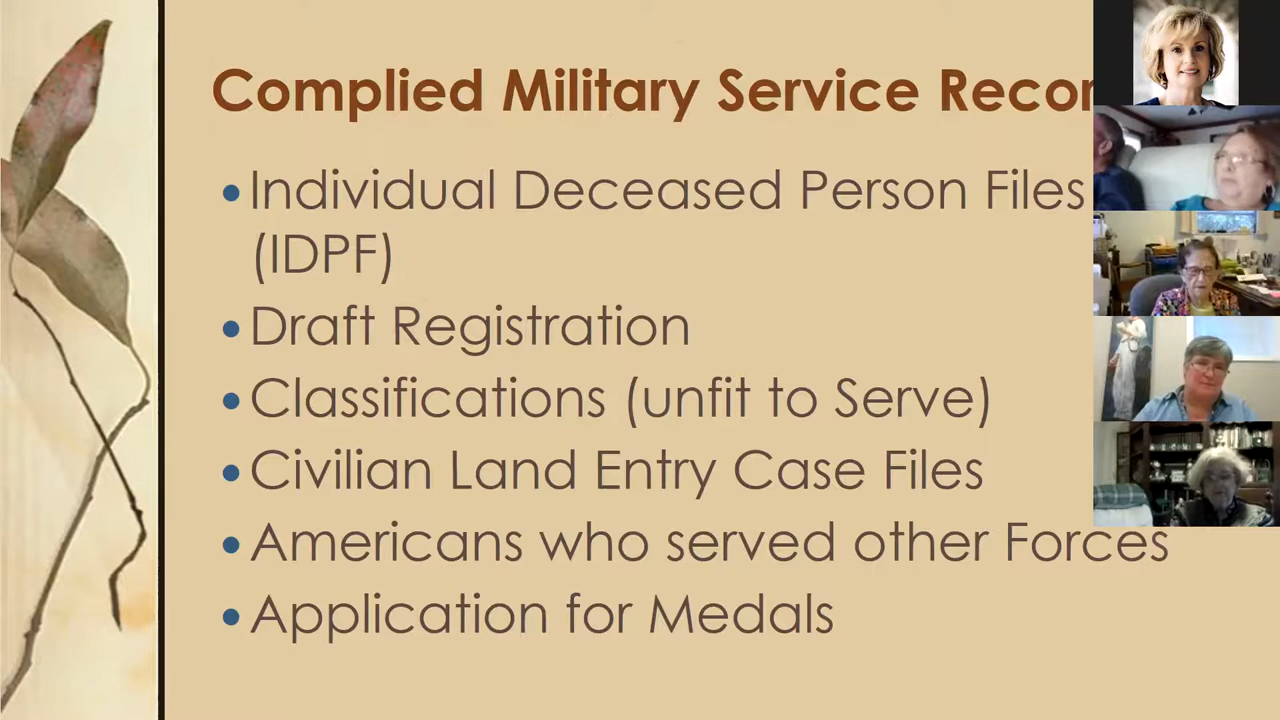 Complied Military Service Recor
•Individual Deceased Person Files
(IDPF)
•Draft Registration
•Classifications (unfit to Serve)
•Civilian Land Entry Case Files
•Americans who served other Forces
•Application for Medals